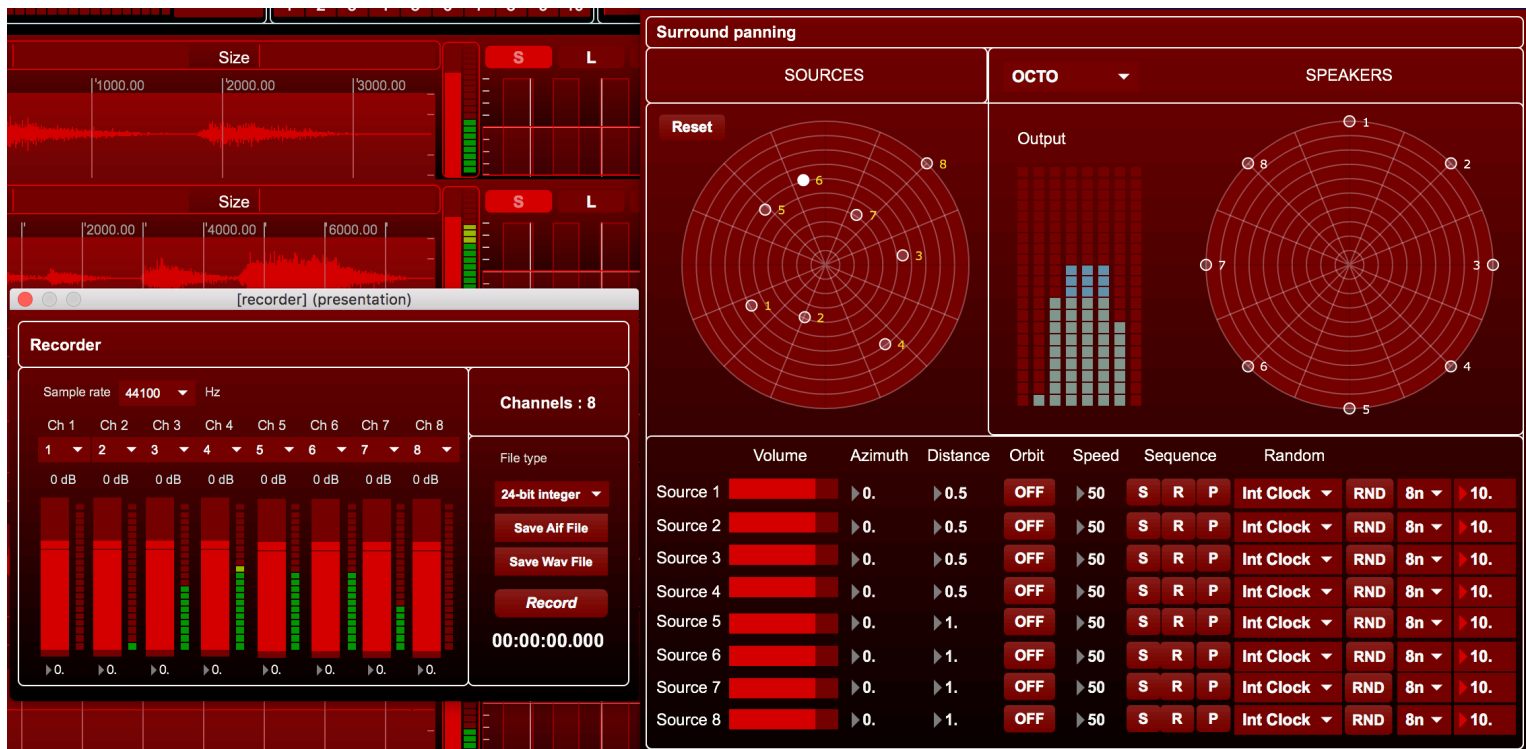 Size
S L
'1000.00 '2000.00 '3000.00
Size
S L
'2000.00 '4000.00 '6000.00
[recorder] (presentation)
Recorder
Sample rate 44100 Hz
Channels : 8
Ch 1 Ch 2 Ch 3 Ch 4 Ch 5 Ch 6 Ch 7 Ch 8
1 2 3 4 5 6 7 8
0 dB 0 dB 0 dB 0 dB 0 dB 0 dB 0 dB 0 dB
File type
24-bit integer
Save Aif File
Save Wav File
Record
00:00:00.000
0. 0. 0. 0. 0. 0. 0. 0.
Surround panning
SOURCES
OCTO
SPEAKERS
Reset
8
6
5
7
3
1
2
4
Output
1
8
2
7
3
6
4
5
Volume Azimuth Distance Orbit Speed Sequence Random
Source 1 0. 0.5 OFF 50 S R P Int Clock RND 8n 10.
Source 2 0. 0.5 OFF 50 S R P Int Clock RND 8n 10.
Source 3 0. 0.5 OFF 50 S R P Int Clock RND 8n 10.
Source 4 0. 0.5 OFF 50 S R P Int Clock RND 8n 10.
Source 5 0. 1. OFF 50 S R P Int Clock RND 8n 10.
Source 6 0. 1. OFF 50 S R P Int Clock RND 8n 10.
Source 7 0. 1. OFF 50 S R P Int Clock RND 8n 10.
Source 8 0. 1. OFF 50 S R P Int Clock RND 8n 10.